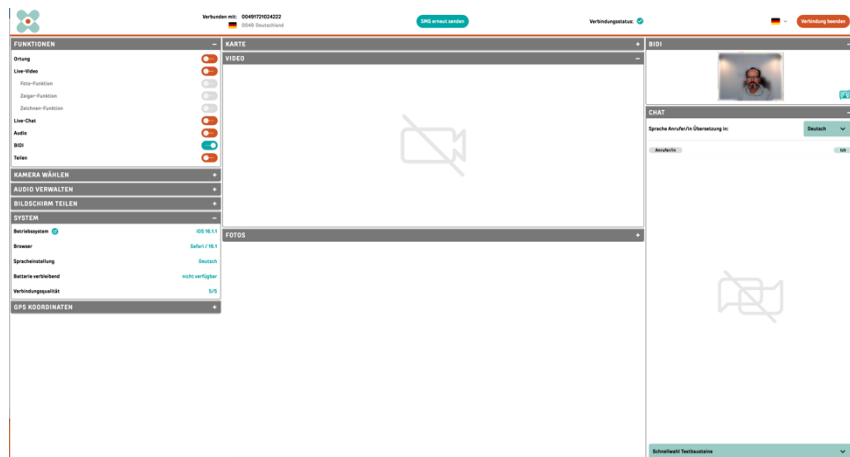 Verbunden mit: 004917121024222
0049 Deutschland
SMS erneut senden
Verbindungsstatus:
Verbindung beenden
FUNKTIONEN
Ortung
Live-Video
Foto-Funktion
Zeiger-Funktion
Zeichnen-Funktion
Live-Chat
Audio
BIDI
Teilen
KAMERA WÄHLEN
AUDIO VERWALTEN
BILDSCHIRM TEILEN
SYSTEM
Betriebssystem iOS 16.1.1
Browser Safari / 16.1
Spracheinstellung Deutsch
Batterie verbleibend nicht verfügbar
Verbindungsqualität 5/5
GPS KOORDINATEN
KARTE
VIDEO
FOTOS
BIDI
CHAT
Sprache Anrufer/in Übersetzung in: Deutsch
Anrufer/in Ich
Schnellwahl Textbausteine